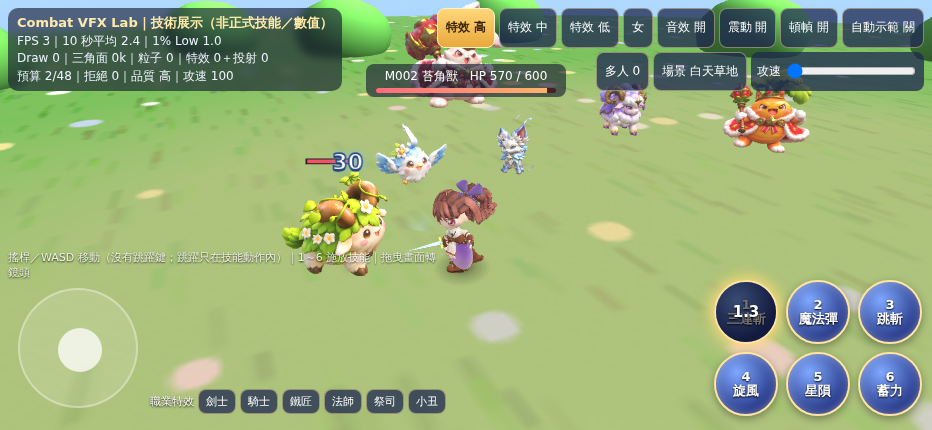 Combat VFX Lab｜技術展示（非正式技能／數值）
FPS 3｜10 秒平均 2.4｜1% Low 1.0
Draw 0｜三角面 0k｜粒子 0｜特效 0+投射 0
預算 2/48｜拒絕 0｜品質 高｜攻速 100
特效 高
特效 中
特效 低
女
音效 開
震動 開
頓幀 開
自動示範 關
多人 0
場景 白天草地
攻速
M002 苔角獸 HP 570 / 600
30
搖桿／WASD 移動（沒有跳躍鍵；跳躍只在技能動作內）｜1～6 施放技能｜拖曳畫面轉
鏡頭
1
1.3
三連斬
2
魔法彈
3
跳斬
4
旋風
5
星隕
6
蓄力
職業特效
劍士
騎士
鐵匠
法師
祭司
小丑